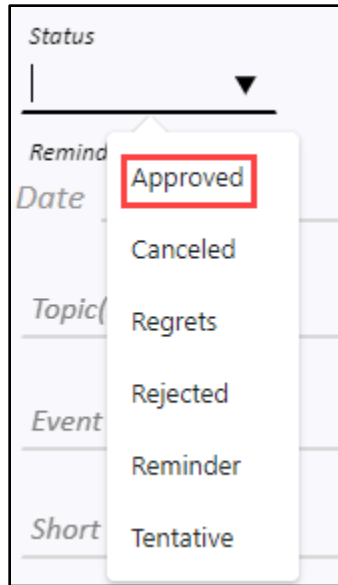 Status
Remind
Approved
Date
Canceled
Topic(
Regrets
Rejected
Event
Reminder
Short
Tentative